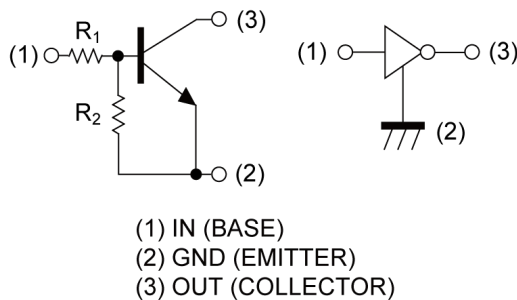 (3)
R1
(1)
R2
(2)
(1)
(3)
(2)
(1) IN (BASE)
(2) GND (EMITTER)
(3) OUT (COLLECTOR)